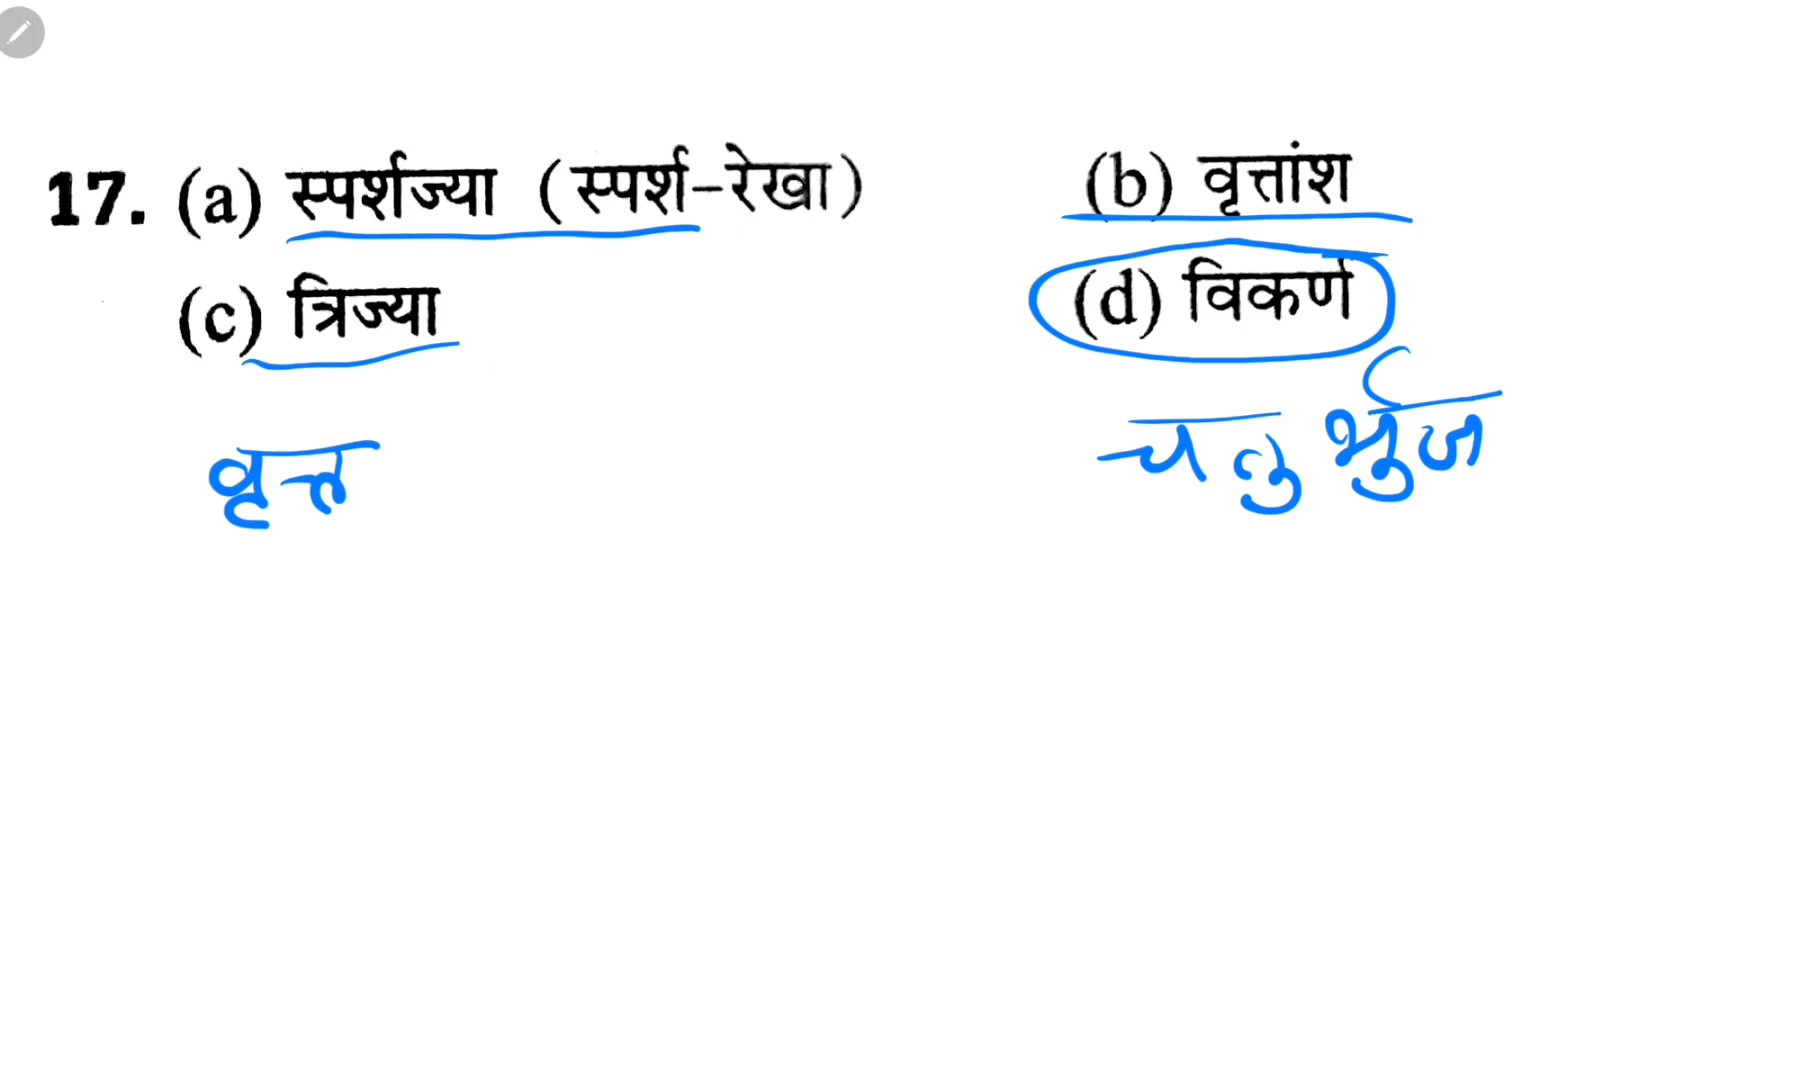 17. (a) स्पर्शज्या (स्पर्श-रेखा) (b) वृत्तांश
(c) त्रिज्या (d) विकर्ण
वृत्त चतुर्भुज